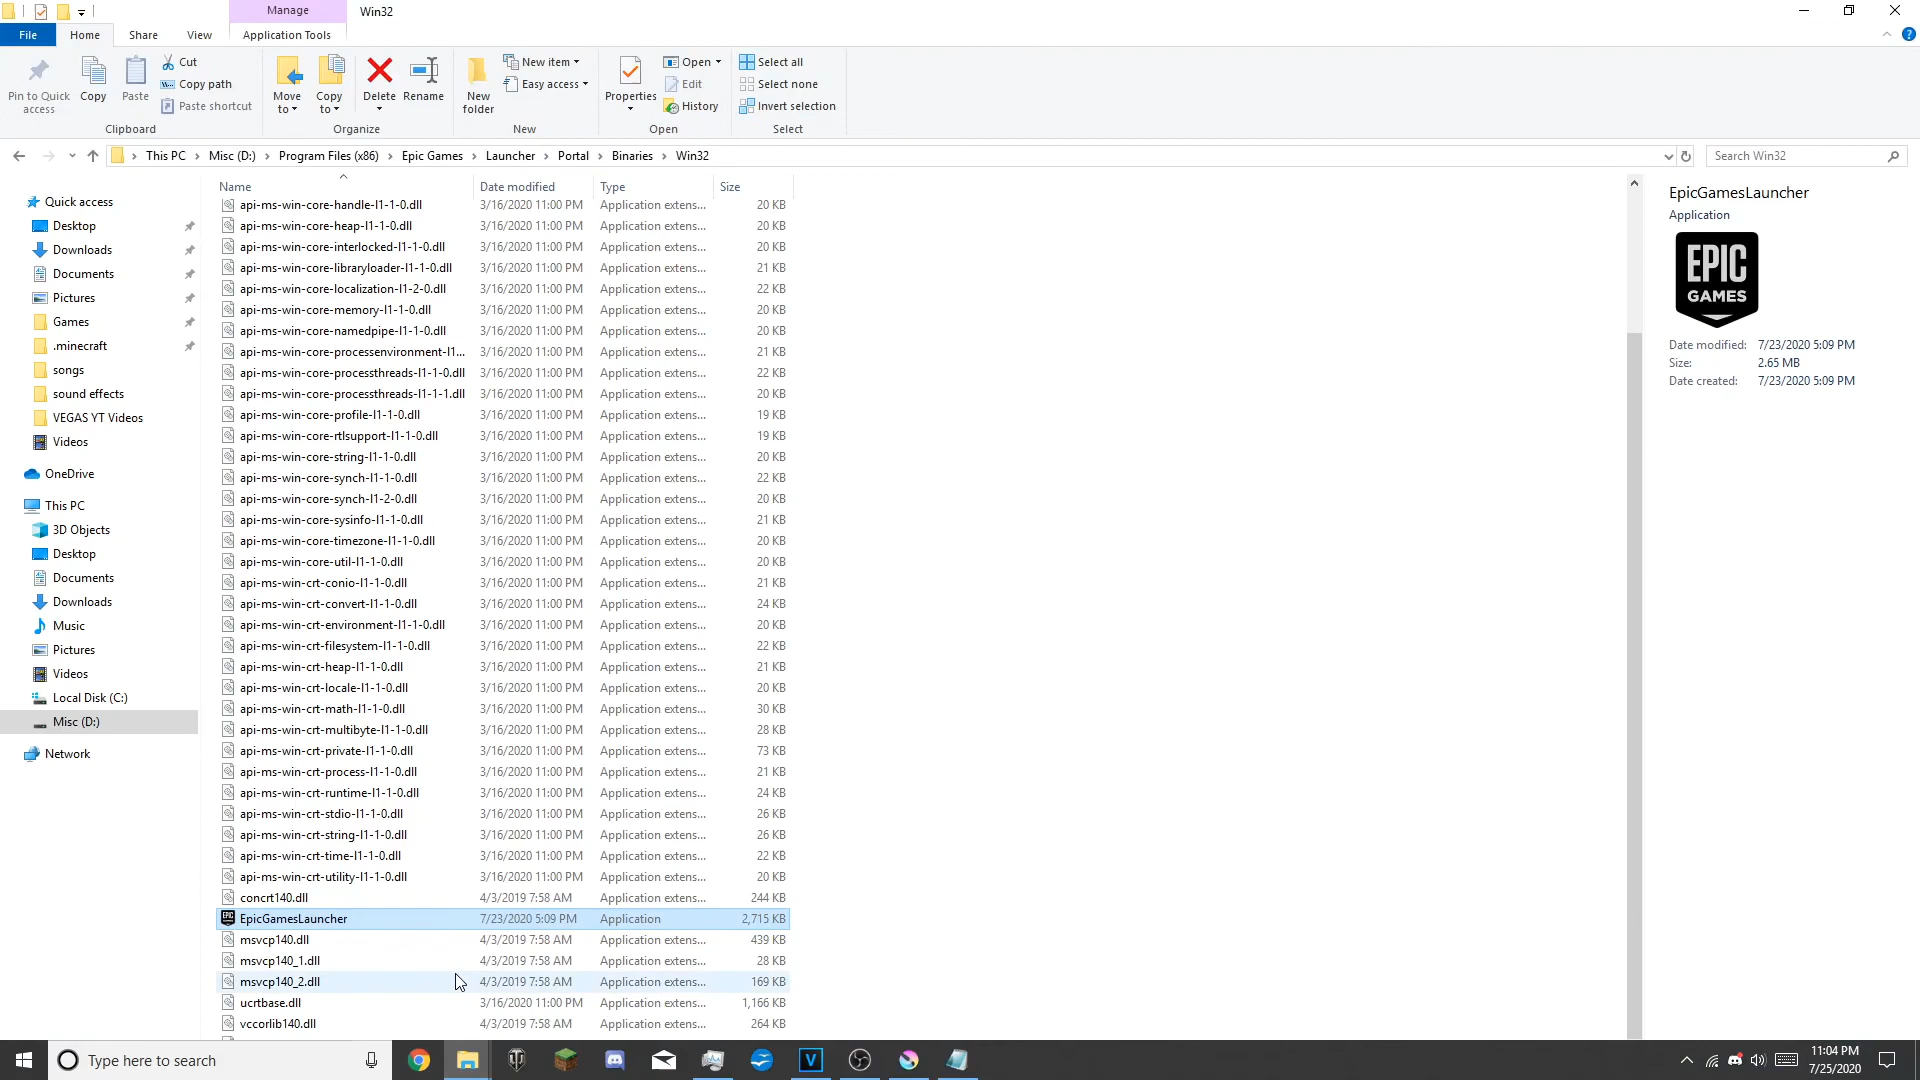 Manage
Win32
File
Home
Share
View
Application Tools
Pin to Quick access
Copy
Paste
Cut
Copy path
Paste shortcut
Clipboard
Move to
Copy to
Delete
Rename
Organize
New folder
New item
Easy access
New
Properties
Open
Edit
History
Open
Select all
Select none
Invert selection
Select
This PC > Misc (D:) > Program Files (x86) > Epic Games > Launcher > Portal > Binaries > Win32
Search Win32
Quick access
Desktop
Downloads
Documents
Pictures
Games
.minecraft
songs
sound effects
VEGAS YT Videos
Videos
OneDrive
This PC
3D Objects
Desktop
Documents
Downloads
Music
Pictures
Videos
Local Disk (C:)
Misc (D:)
Network
Name Date modified Type Size
api-ms-win-core-handle-l1-1-0.dll 3/16/2020 11:00 PM Application extens... 20 KB
api-ms-win-core-heap-l1-1-0.dll 3/16/2020 11:00 PM Application extens... 20 KB
api-ms-win-core-interlocked-l1-1-0.dll 3/16/2020 11:00 PM Application extens... 20 KB
api-ms-win-core-libraryloader-l1-1-0.dll 3/16/2020 11:00 PM Application extens... 21 KB
api-ms-win-core-localization-l1-2-0.dll 3/16/2020 11:00 PM Application extens... 22 KB
api-ms-win-core-memory-l1-1-0.dll 3/16/2020 11:00 PM Application extens... 20 KB
api-ms-win-core-namedpipe-l1-1-0.dll 3/16/2020 11:00 PM Application extens... 20 KB
api-ms-win-core-processenvironment-l1... 3/16/2020 11:00 PM Application extens... 21 KB
api-ms-win-core-processthreads-l1-1-0.dll 3/16/2020 11:00 PM Application extens... 22 KB
api-ms-win-core-processthreads-l1-1-1.dll 3/16/2020 11:00 PM Application extens... 20 KB
api-ms-win-core-profile-l1-1-0.dll 3/16/2020 11:00 PM Application extens... 19 KB
api-ms-win-core-rtlsupport-l1-1-0.dll 3/16/2020 11:00 PM Application extens... 19 KB
api-ms-win-core-string-l1-1-0.dll 3/16/2020 11:00 PM Application extens... 20 KB
api-ms-win-core-synch-l1-1-0.dll 3/16/2020 11:00 PM Application extens... 22 KB
api-ms-win-core-synch-l1-2-0.dll 3/16/2020 11:00 PM Application extens... 20 KB
api-ms-win-core-sysinfo-l1-1-0.dll 3/16/2020 11:00 PM Application extens... 21 KB
api-ms-win-core-timezone-l1-1-0.dll 3/16/2020 11:00 PM Application extens... 20 KB
api-ms-win-core-util-l1-1-0.dll 3/16/2020 11:00 PM Application extens... 20 KB
api-ms-win-crt-conio-l1-1-0.dll 3/16/2020 11:00 PM Application extens... 21 KB
api-ms-win-crt-convert-l1-1-0.dll 3/16/2020 11:00 PM Application extens... 24 KB
api-ms-win-crt-environment-l1-1-0.dll 3/16/2020 11:00 PM Application extens... 20 KB
api-ms-win-crt-filesystem-l1-1-0.dll 3/16/2020 11:00 PM Application extens... 22 KB
api-ms-win-crt-heap-l1-1-0.dll 3/16/2020 11:00 PM Application extens... 21 KB
api-ms-win-crt-locale-l1-1-0.dll 3/16/2020 11:00 PM Application extens... 20 KB
api-ms-win-crt-math-l1-1-0.dll 3/16/2020 11:00 PM Application extens... 30 KB
api-ms-win-crt-multibyte-l1-1-0.dll 3/16/2020 11:00 PM Application extens... 28 KB
api-ms-win-crt-private-l1-1-0.dll 3/16/2020 11:00 PM Application extens... 73 KB
api-ms-win-crt-process-l1-1-0.dll 3/16/2020 11:00 PM Application extens... 21 KB
api-ms-win-crt-runtime-l1-1-0.dll 3/16/2020 11:00 PM Application extens... 24 KB
api-ms-win-crt-stdio-l1-1-0.dll 3/16/2020 11:00 PM Application extens... 26 KB
api-ms-win-crt-string-l1-1-0.dll 3/16/2020 11:00 PM Application extens... 26 KB
api-ms-win-crt-time-l1-1-0.dll 3/16/2020 11:00 PM Application extens... 22 KB
api-ms-win-crt-utility-l1-1-0.dll 3/16/2020 11:00 PM Application extens... 20 KB
concrt140.dll 4/3/2019 7:58 AM Application extens... 244 KB
EpicGamesLauncher 7/23/2020 5:09 PM Application 2,715 KB
msvcp140.dll 4/3/2019 7:58 AM Application extens... 439 KB
msvcp140_1.dll 4/3/2019 7:58 AM Application extens... 28 KB
msvcp140_2.dll 4/3/2019 7:58 AM Application extens... 169 KB
ucrtbase.dll 3/16/2020 11:00 PM Application extens... 1,166 KB
vccorlib140.dll 4/3/2019 7:58 AM Application extens... 264 KB
EpicGamesLauncher
Application
EPIC
GAMES
Date modified: 7/23/2020 5:09 PM
Size: 2.65 MB
Date created: 7/23/2020 5:09 PM
Type here to search
V
11:04 PM
7/25/2020